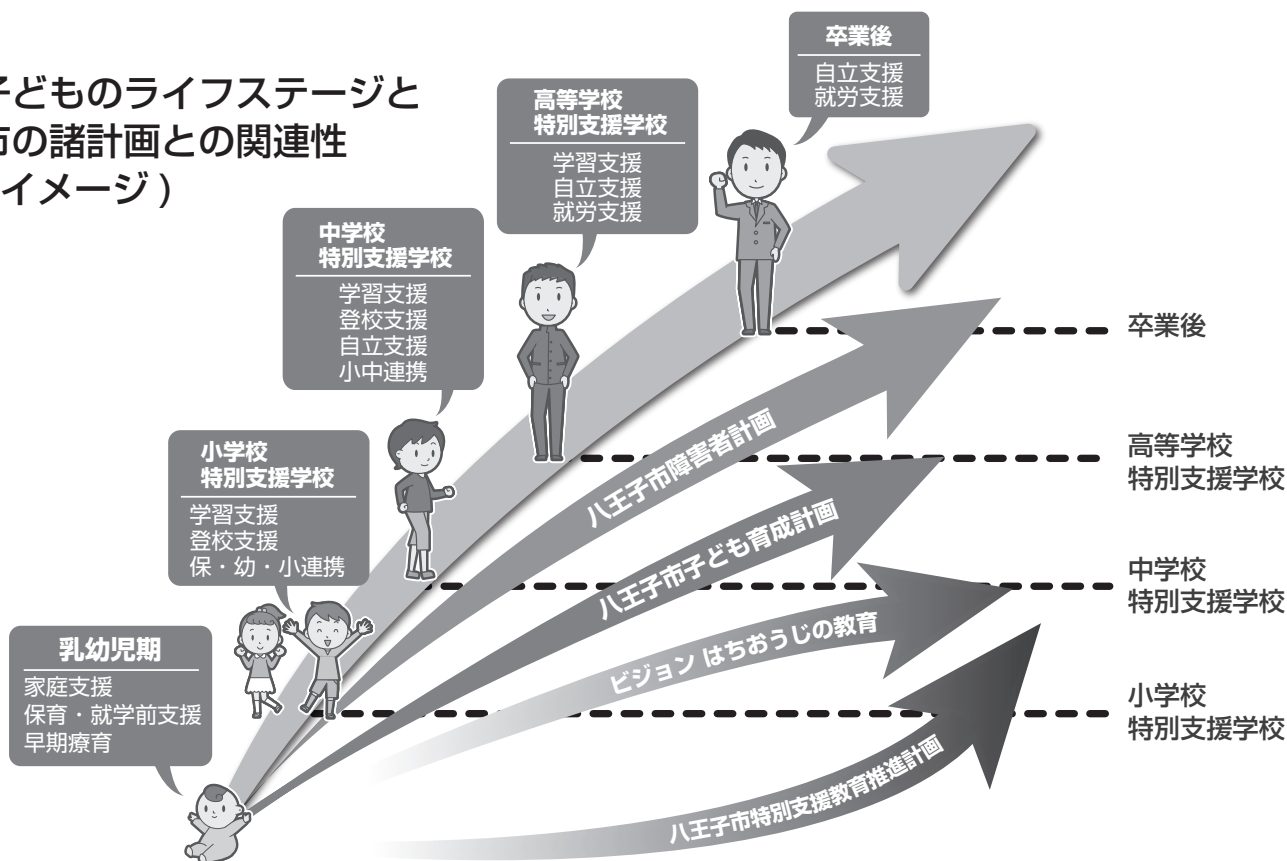 子どものライフステージと
市の諸計画との関連性
イメージ )
卒業後
自立支援
就労支援
高等学校
特別支援学校
学習支援
自立支援
就労支援
中学校
特別支援学校
学習支援
登校支援
自立支援
小中連携
小学校
特別支援学校
学習支援
登校支援
保・幼・小連携
乳幼児期
家庭支援
保育・就学前支援
早期療育
八王子市障害者計画
八王子市子ども育成計画
ビジョン はちおうじの教育
八王子市特別支援教育推進計画
卒業後
高等学校
特別支援学校
中学校
特別支援学校
小学校
特別支援学校